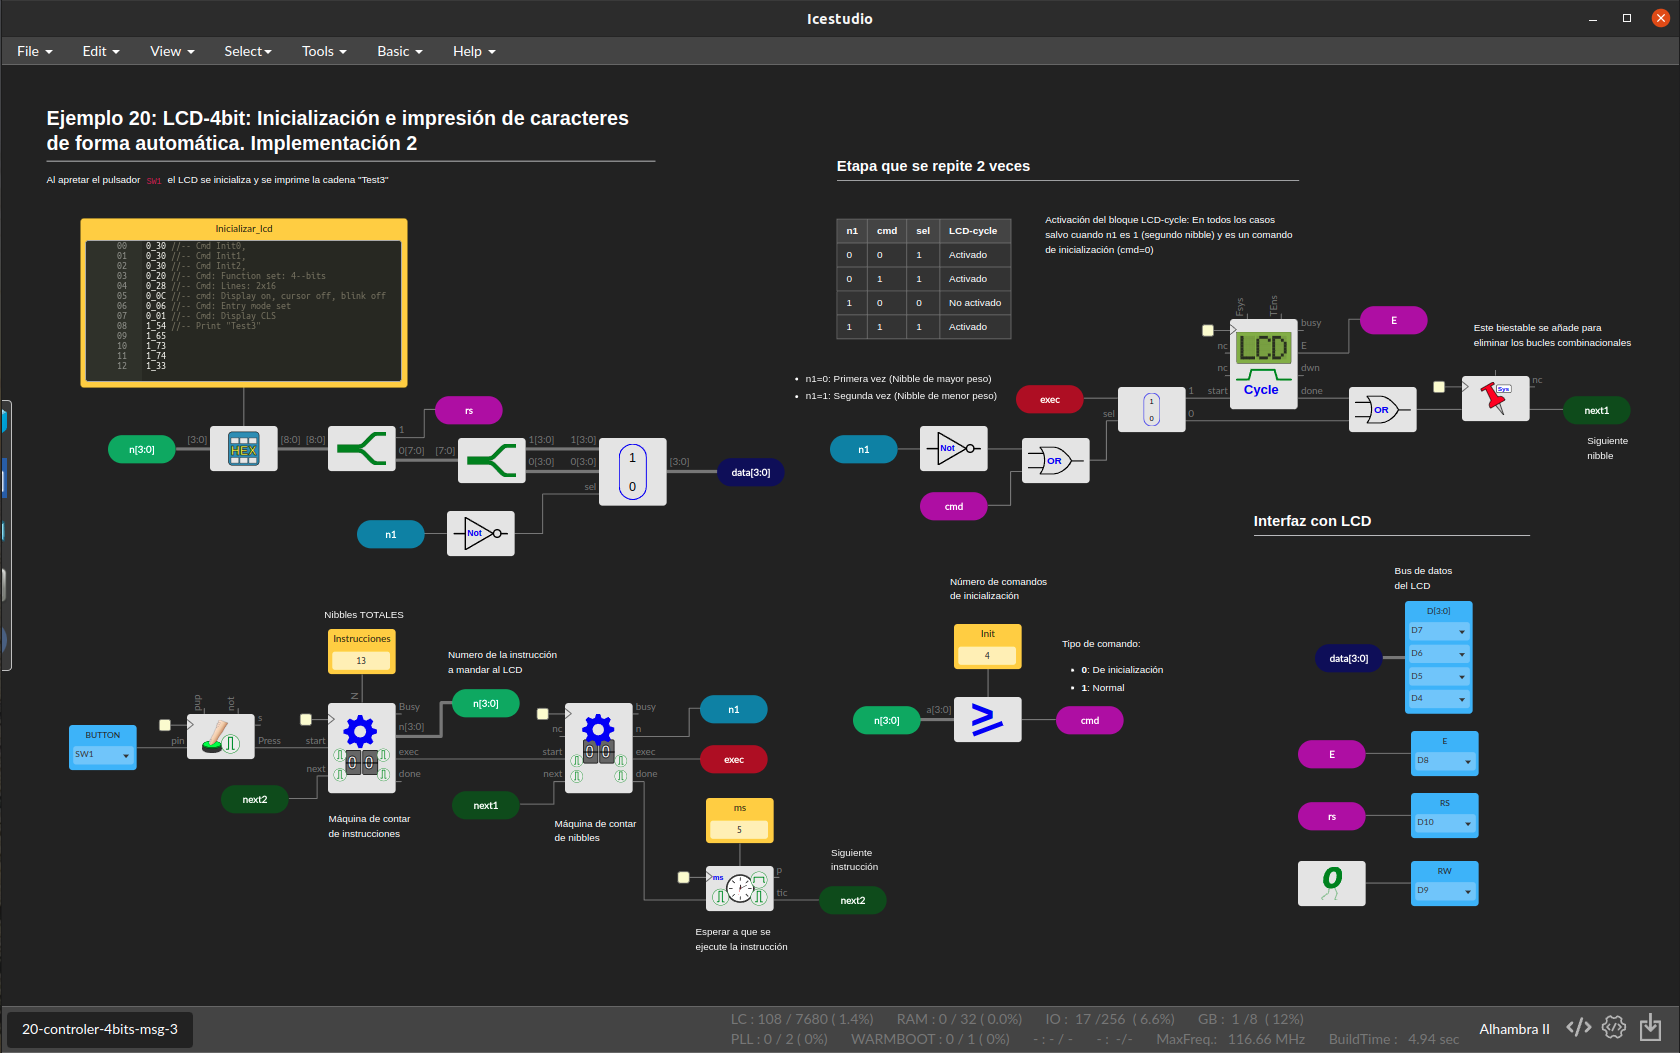 Icestudio
File
Edit
View
Select
Tools
Basic
Help
Ejemplo 20: LCD-4bit: Inicialización e impresión de caracteres
de forma automática. Implementación 2
Al apretar el pulsador SW1 el LCD se inicializa y se imprime la cadena "Test3"
Inicializar_lcd
00 0_30 //-- Cmd Init0,
01 0_30 //-- Cmd Init1,
02 0_30 //-- Cmd Init2,
03 0_20 //-- Cmd: Function set: 4--bits
04 0_28 //-- Cmd: Lines: 2x16
05 0_0C //-- cmd: Display on, cursor off, blink off
06 0_06 //-- Cmd: Entry mode set
07 0_01 //-- Cmd: Display CLS
08 1_54 //-- Print "Test3"
09 1_65
10 1_73
11 1_74
12 1_33
n[3:0]
[3:0]
HEX
[8:0] [8:0]
1
0[7:0]
rs
[7:0]
1[3:0] 1[3:0]
0[3:0] 0[3:0]
sel
1
0
[3:0]
data[3:0]
n1
Not
Etapa que se repite 2 veces
n1 cmd sel LCD-cycle
0 0 1 Activado
0 1 1 Activado
1 0 0 No activado
1 1 1 Activado
Activación del bloque LCD-cycle: En todos los casos
salvo cuando n1 es 1 (segundo nibble) y es un comando
de inicialización (cmd=0)
• n1=0: Primera vez (Nibble de mayor peso)
• n1=1: Segunda vez (Nibble de menor peso)
exec
n1
Not
cmd
OR
sel
1
0
1
0
Fsys
TEns
nc
nc
start
LCD
Cycle
busy
E
dwn
done
E
OR
Este biestable se añade para
eliminar los bucles combinacionales
Sys
nc
next1
Siguiente
nibble
Nibbles TOTALES
Instrucciones
13
Numero de la instrucción
a mandar al LCD
BUTTON
SW1
pin
pup
not
s
Press
N
start
next
0 0
Busy
n[3:0]
exec
done
next2
Máquina de contar
de instrucciones
n[3:0]
nc
start
next
0 0
busy
n
exec
done
next1
Máquina de contar
de nibbles
n1
exec
ms
5
ms
p
tic
Siguiente
instrucción
next2
Esperar a que se
ejecute la instrucción
Número de comandos
de inicialización
Init
4
Tipo de comando:
• 0: De inicialización
• 1: Normal
n[3:0]
a[3:0]
cmd
Interfaz con LCD
Bus de datos
del LCD
data[3:0]
D[3:0]
D7
D6
D5
D4
E
E
D8
rs
RS
D10
0
RW
D9
20-controler-4bits-msg-3
LC : 108 / 7680 ( 1.4%) RAM : 0 / 32 ( 0.0%) IO : 17 /256 ( 6.6%) GB : 1 /8 ( 12%)
PLL : 0 / 2 ( 0%) WARMBOOT : 0 / 1 ( 0%) - : - / - - : -/- MaxFreq.: 116.66 MHz BuildTime : 4.94 sec
Alhambra II